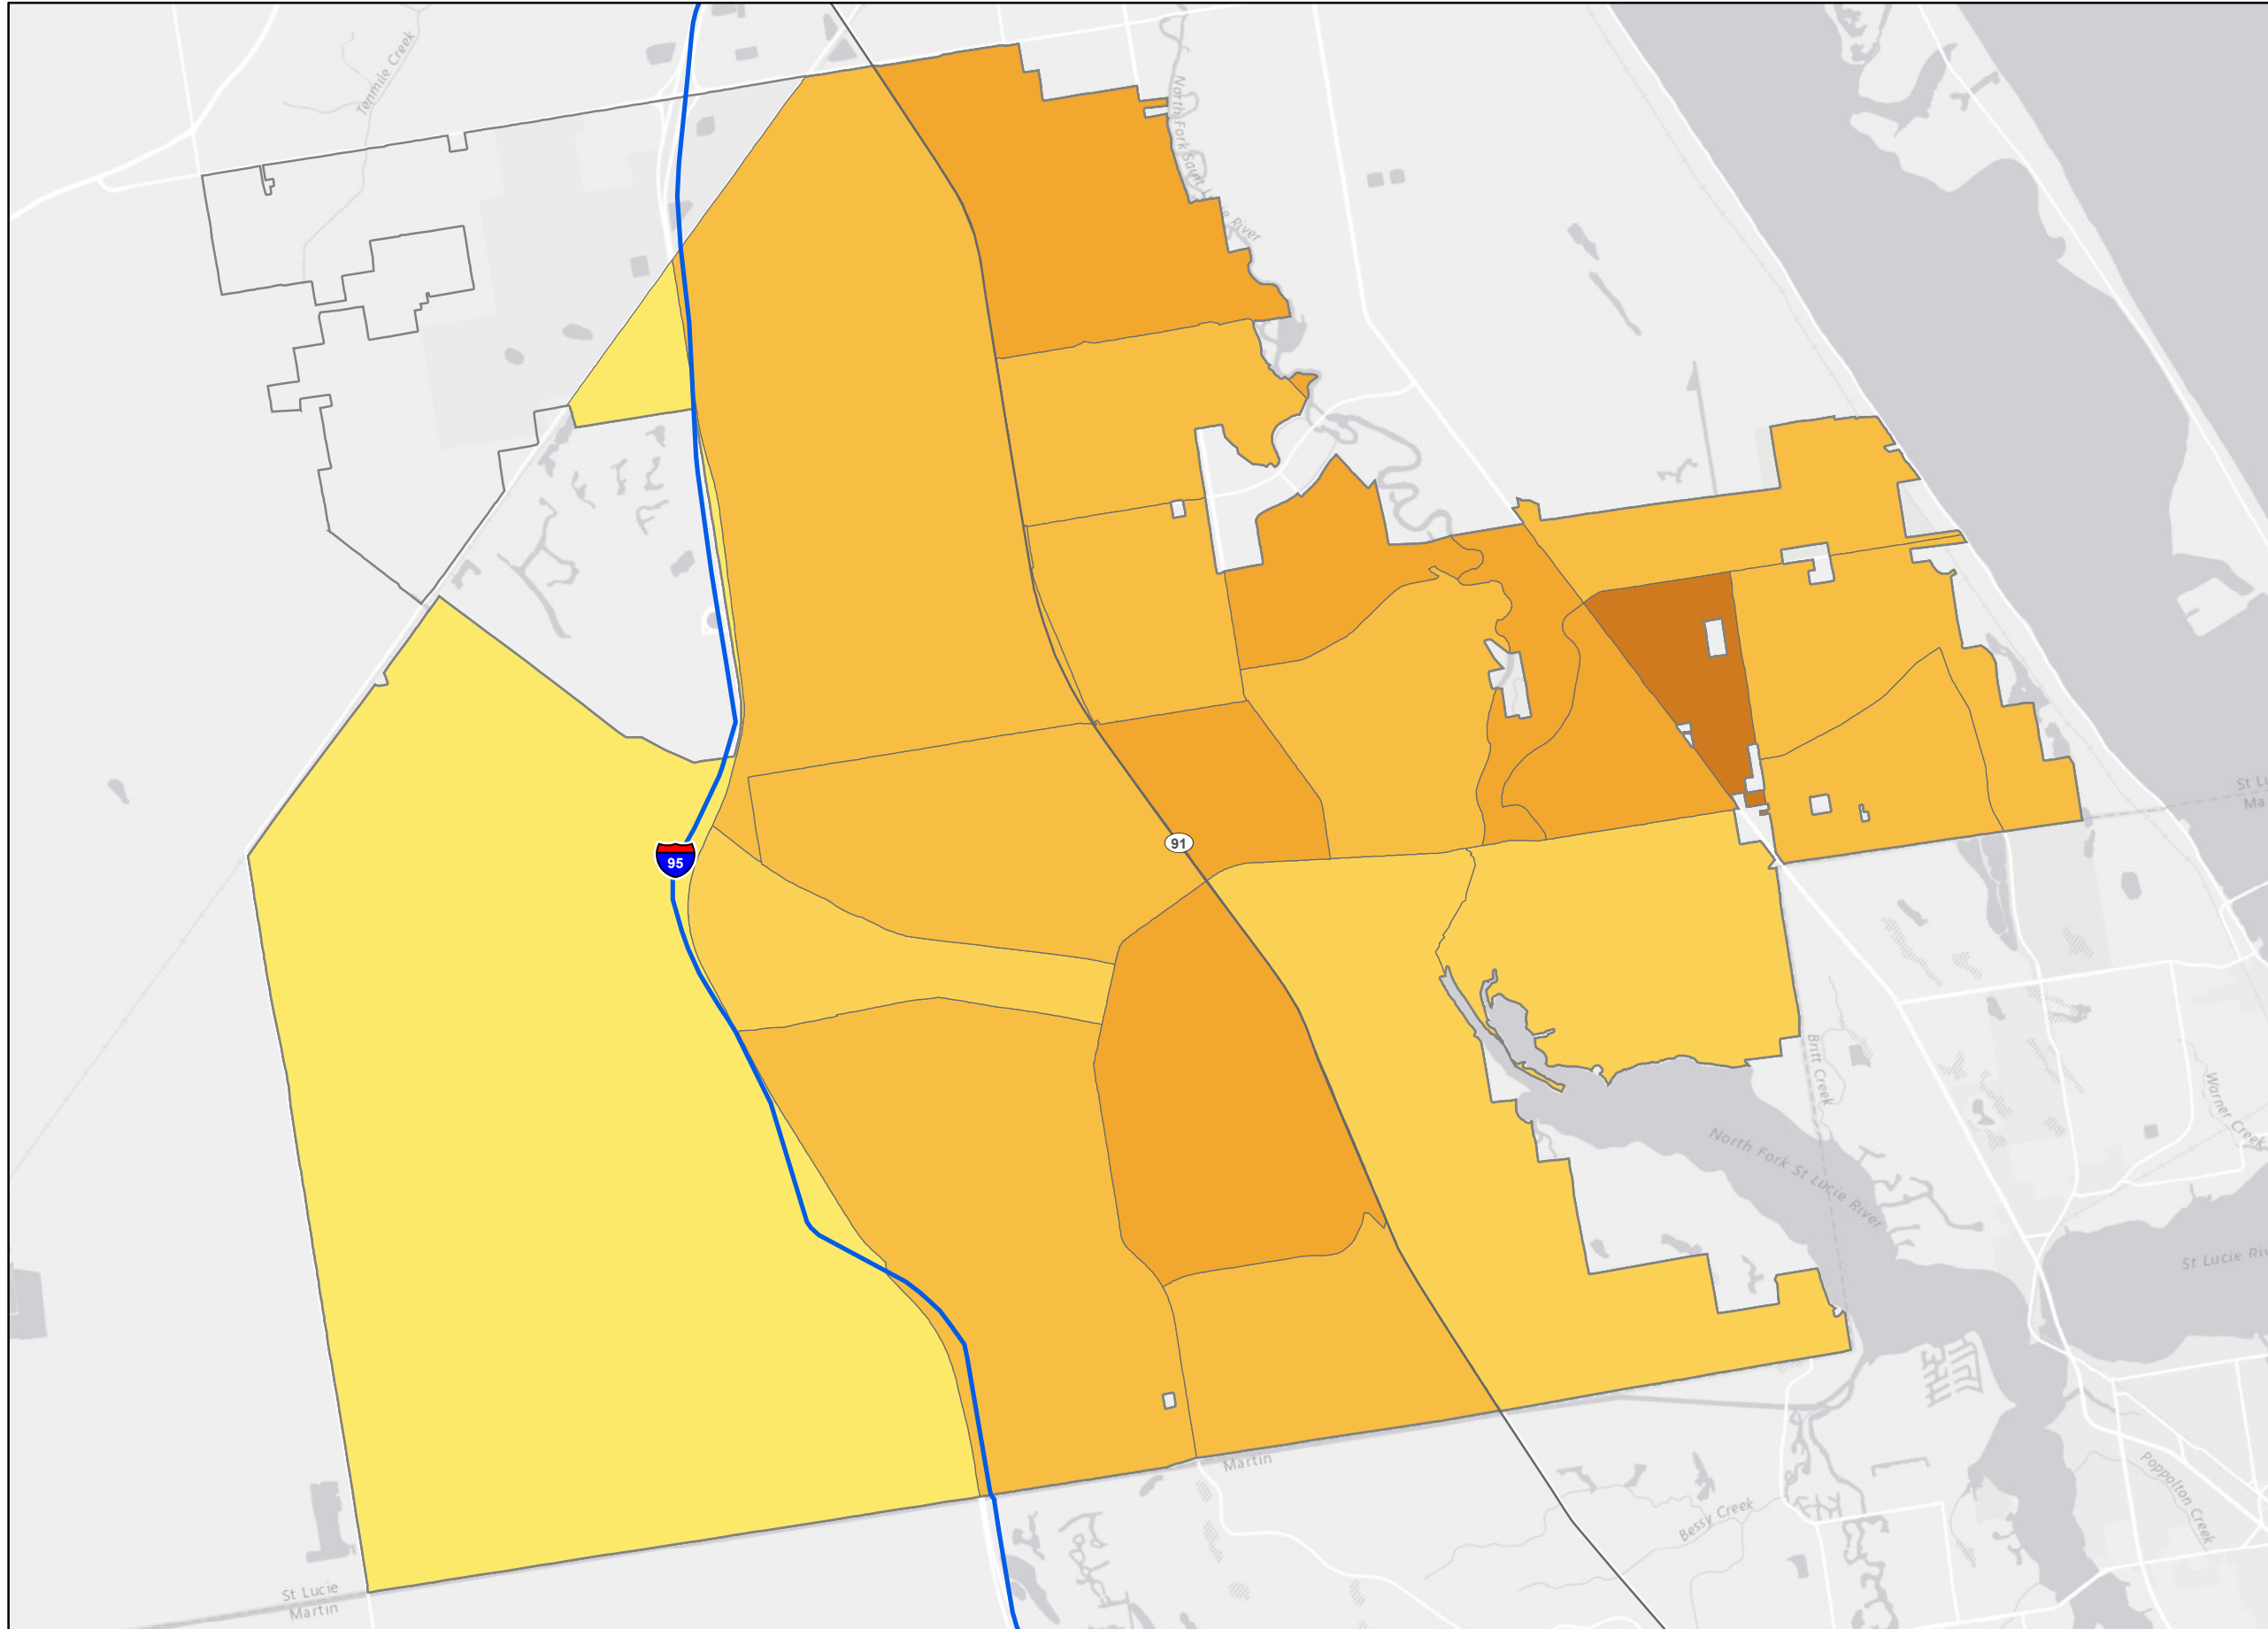 Tenmile Creek
North Fork Saint Lucie River
91
95
St Lu
Ma
Britt Creek
Warner Creek
North Fork St Lucie River
St Lucie Riv
Martin
Bessy Creek
Poppolton Creek
St Lucie
Martin